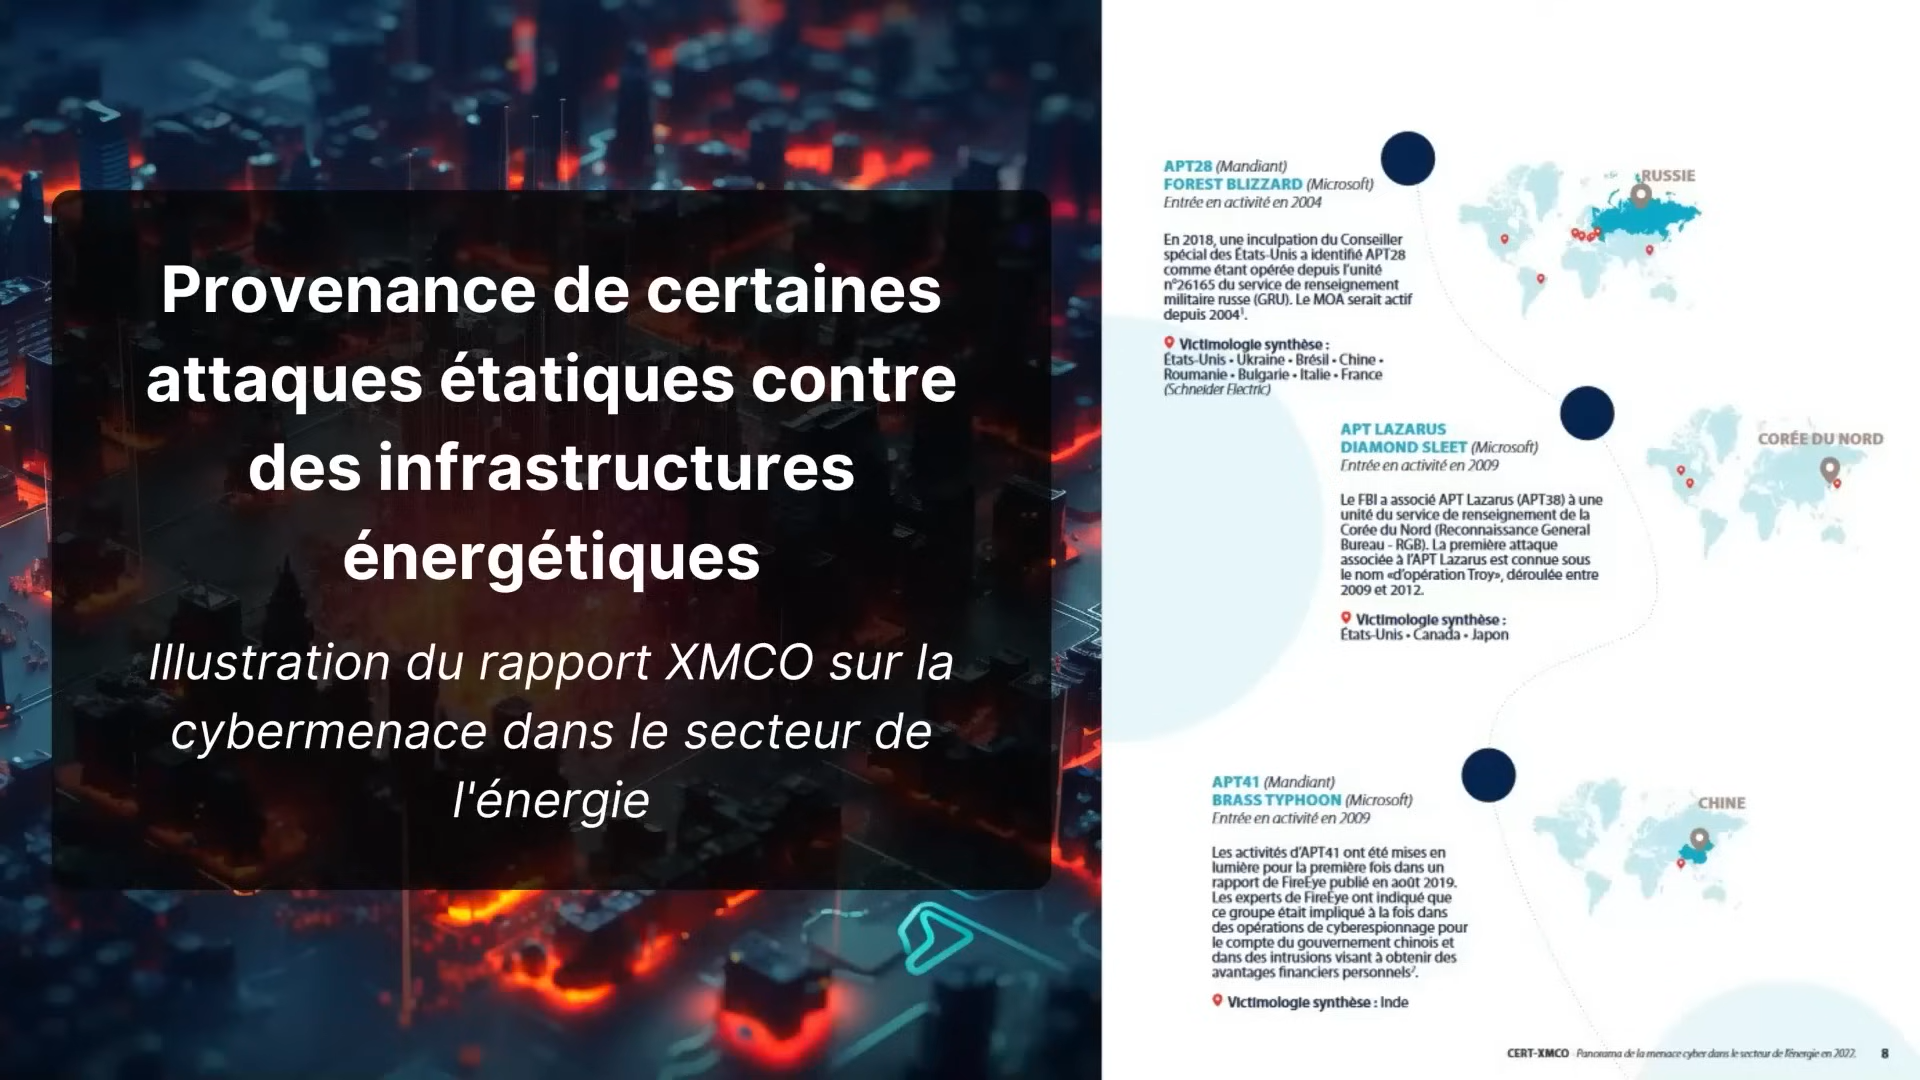 Provenance de certaines
attaques étatiques contre
des infrastructures
énergétiques
Illustration du rapport XMCO sur la
cybermenace dans le secteur de
l'énergie
APT28 (Mandiant)
FOREST BLIZZARD (Microsoft)
Entrée en activité en 2004
En 2018, une inculpation du Conseiller
spécial des États-Unis a identifié APT28
comme étant opérée depuis l'unité
n°26165 du service de renseignement
militaire russe (GRU). Le MOA serait actif
depuis 2004¹.
Victimologie synthèse :
États-Unis • Ukraine • Brésil • Chine •
Roumanie • Bulgarie • Italie • France
(Schneider Electric)
RUSSIE
APT LAZARUS
DIAMOND SLEET (Microsoft)
Entrée en activité en 2009
Le FBI a associé APT Lazarus (APT38) à une
unité du service de renseignement de la
Corée du Nord (Reconnaissance General
Bureau - RGB). La première attaque
associée à l'APT Lazarus est connue sous
le nom «d'opération Troy», déroulée entre
2009 et 2012.
Victimologie synthèse :
États-Unis • Canada • Japon
CORÉE DU NORD
APT41 (Mandiant)
BRASS TYPHOON (Microsoft)
Entrée en activité en 2009
Les activités d'APT41 ont été mises en
lumière pour la première fois dans un
rapport de FireEye publié en août 2019.
Les experts de FireEye ont indiqué que
ce groupe était impliqué à la fois dans
des opérations de cyberespionnage pour
le compte du gouvernement chinois et
dans des intrusions visant à obtenir des
avantages financiers personnels².
Victimologie synthèse : Inde
CHINE
CERT-XMCO - Panorama de la menace cyber dans le secteur de l'énergie en 2022. 8